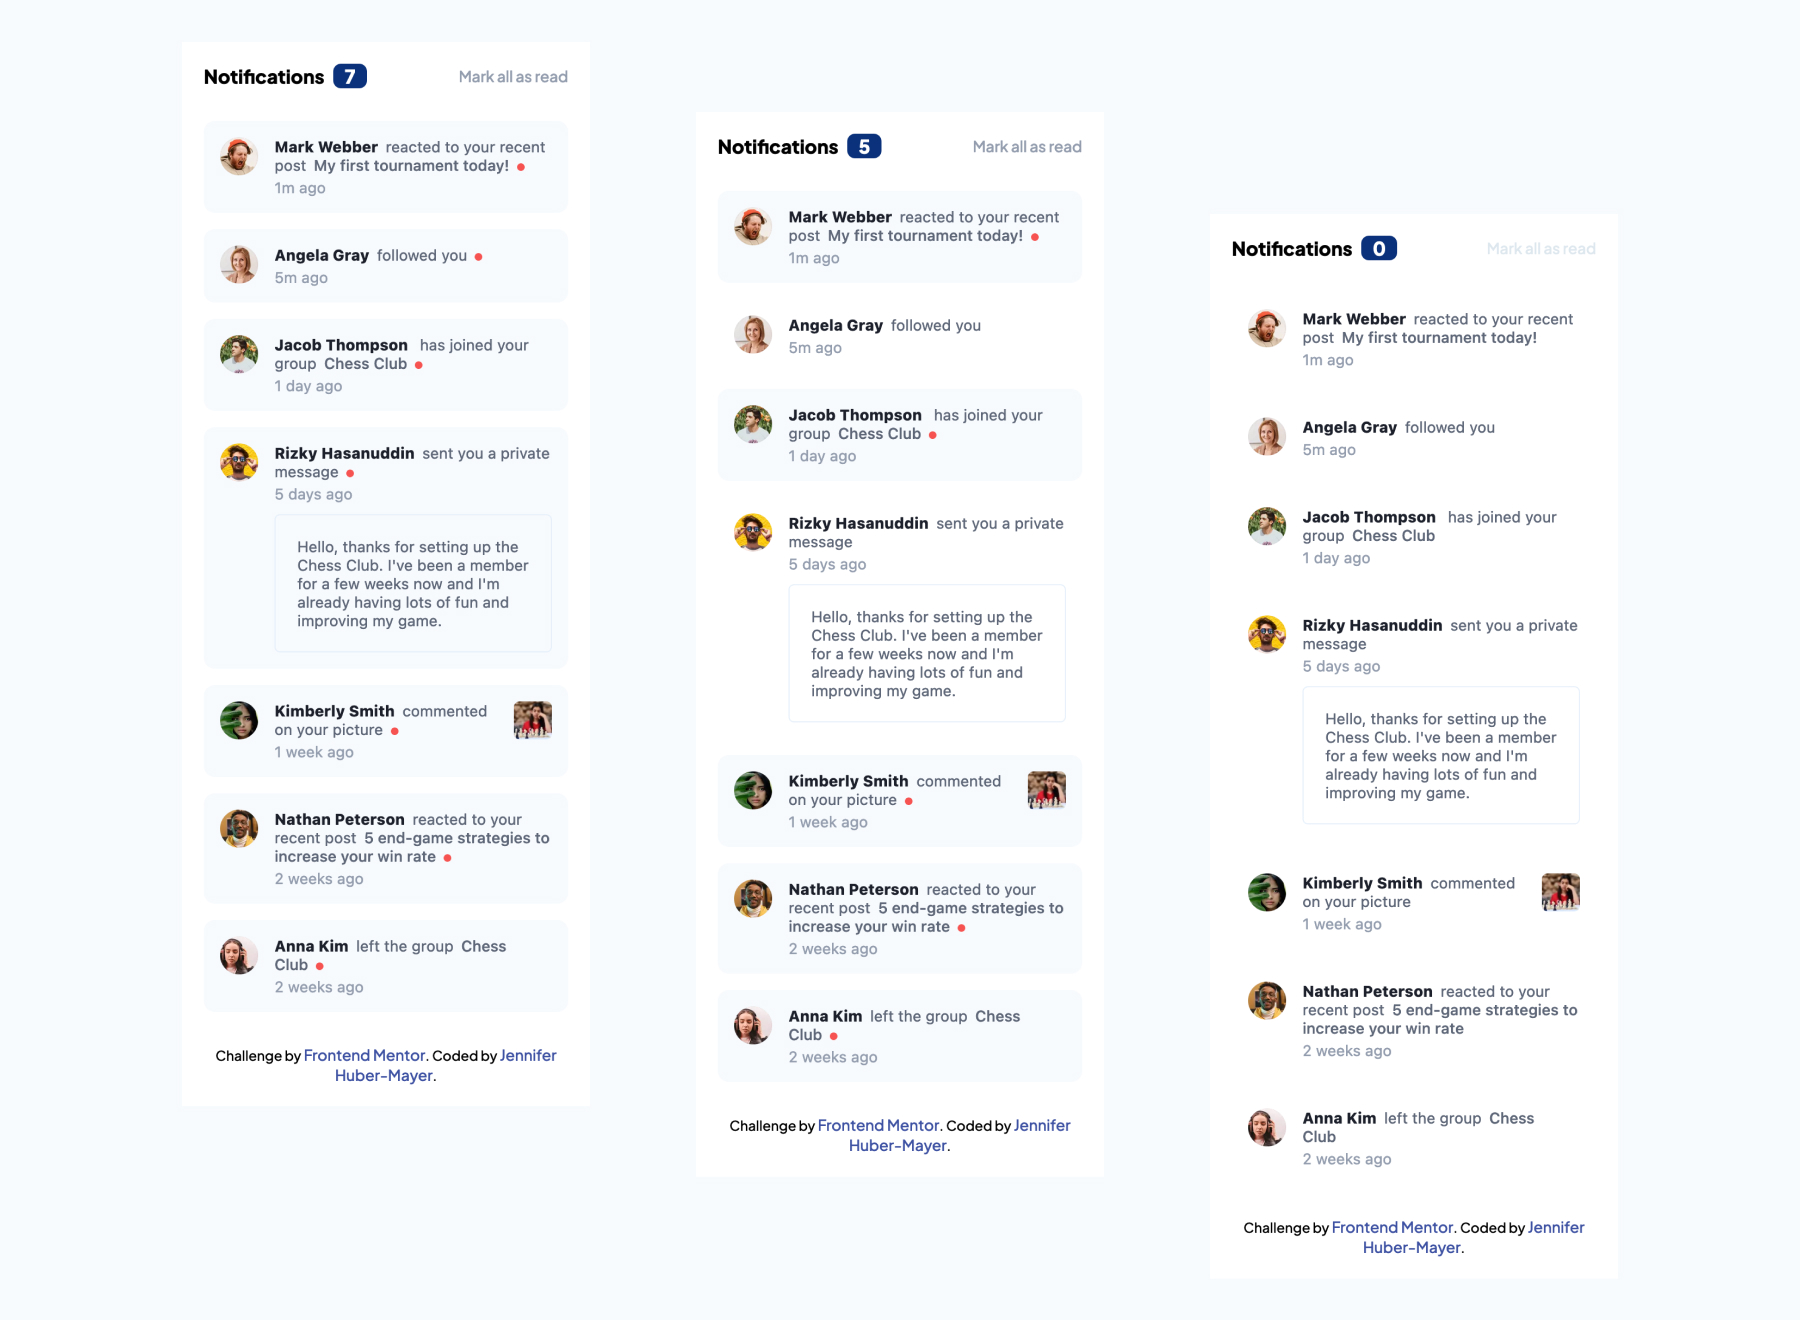 Notifications 7 Mark all as read
Mark Webber reacted to your recent
post My first tournament today!
1m ago
Angela Gray followed you
5m ago
Jacob Thompson has joined your
group Chess Club
1 day ago
Rizky Hasanuddin sent you a private
message
5 days ago
Hello, thanks for setting up the
Chess Club. I've been a member
for a few weeks now and I'm
already having lots of fun and
improving my game.
Kimberly Smith commented
on your picture
1 week ago
Nathan Peterson reacted to your
recent post 5 end-game strategies to
increase your win rate
2 weeks ago
Anna Kim left the group Chess
Club
2 weeks ago
Challenge by Frontend Mentor. Coded by Jennifer
Huber-Mayer.
Notifications 5 Mark all as read
Mark Webber reacted to your recent
post My first tournament today!
1m ago
Angela Gray followed you
5m ago
Jacob Thompson has joined your
group Chess Club
1 day ago
Rizky Hasanuddin sent you a private
message
5 days ago
Hello, thanks for setting up the
Chess Club. I've been a member
for a few weeks now and I'm
already having lots of fun and
improving my game.
Kimberly Smith commented
on your picture
1 week ago
Nathan Peterson reacted to your
recent post 5 end-game strategies to
increase your win rate
2 weeks ago
Anna Kim left the group Chess
Club
2 weeks ago
Challenge by Frontend Mentor. Coded by Jennifer
Huber-Mayer.
Notifications 0 Mark all as read
Mark Webber reacted to your recent
post My first tournament today!
1m ago
Angela Gray followed you
5m ago
Jacob Thompson has joined your
group Chess Club
1 day ago
Rizky Hasanuddin sent you a private
message
5 days ago
Hello, thanks for setting up the
Chess Club. I've been a member
for a few weeks now and I'm
already having lots of fun and
improving my game.
Kimberly Smith commented
on your picture
1 week ago
Nathan Peterson reacted to your
recent post 5 end-game strategies to
increase your win rate
2 weeks ago
Anna Kim left the group Chess
Club
2 weeks ago
Challenge by Frontend Mentor. Coded by Jennifer
Huber-Mayer.